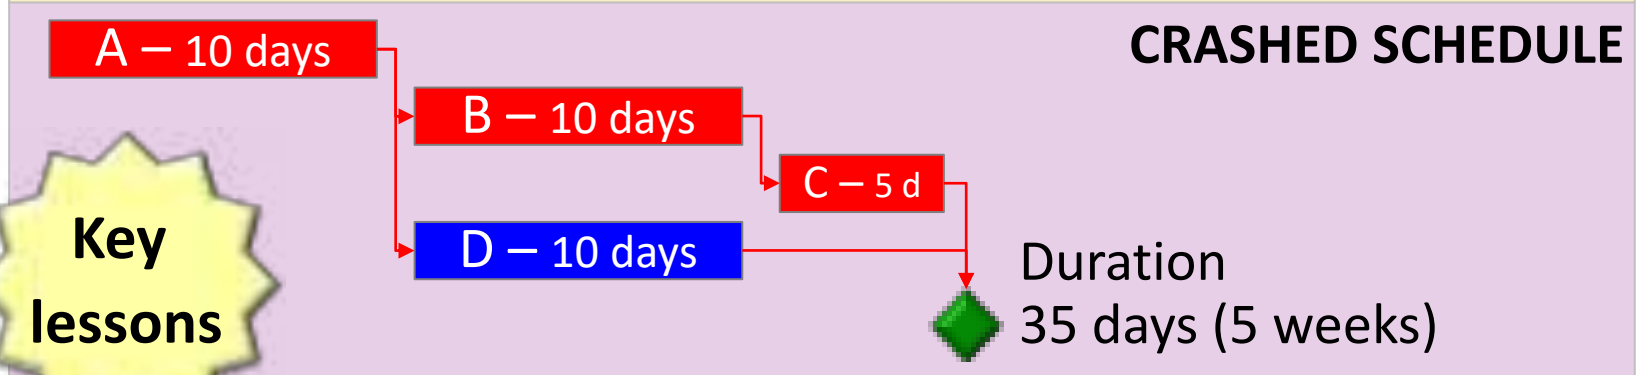 A – 10 days
CRASHED SCHEDULE
B – 10 days
C – 5 d
D – 10 days
Key
lessons
Duration
35 days (5 weeks)